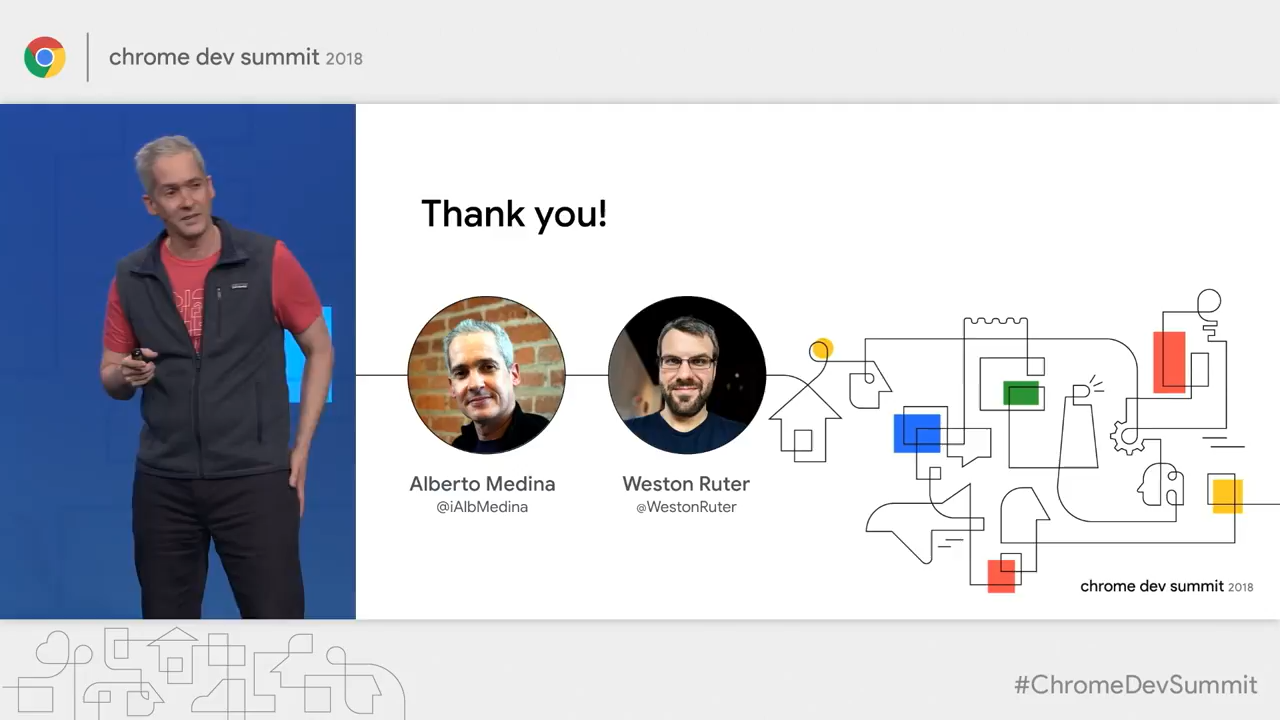 chrome dev summit 2018
Thank you!
Alberto Medina
@iAlbMedina
Weston Ruter
@WestonRuter
chrome dev summit 2018
#ChromeDevSummit